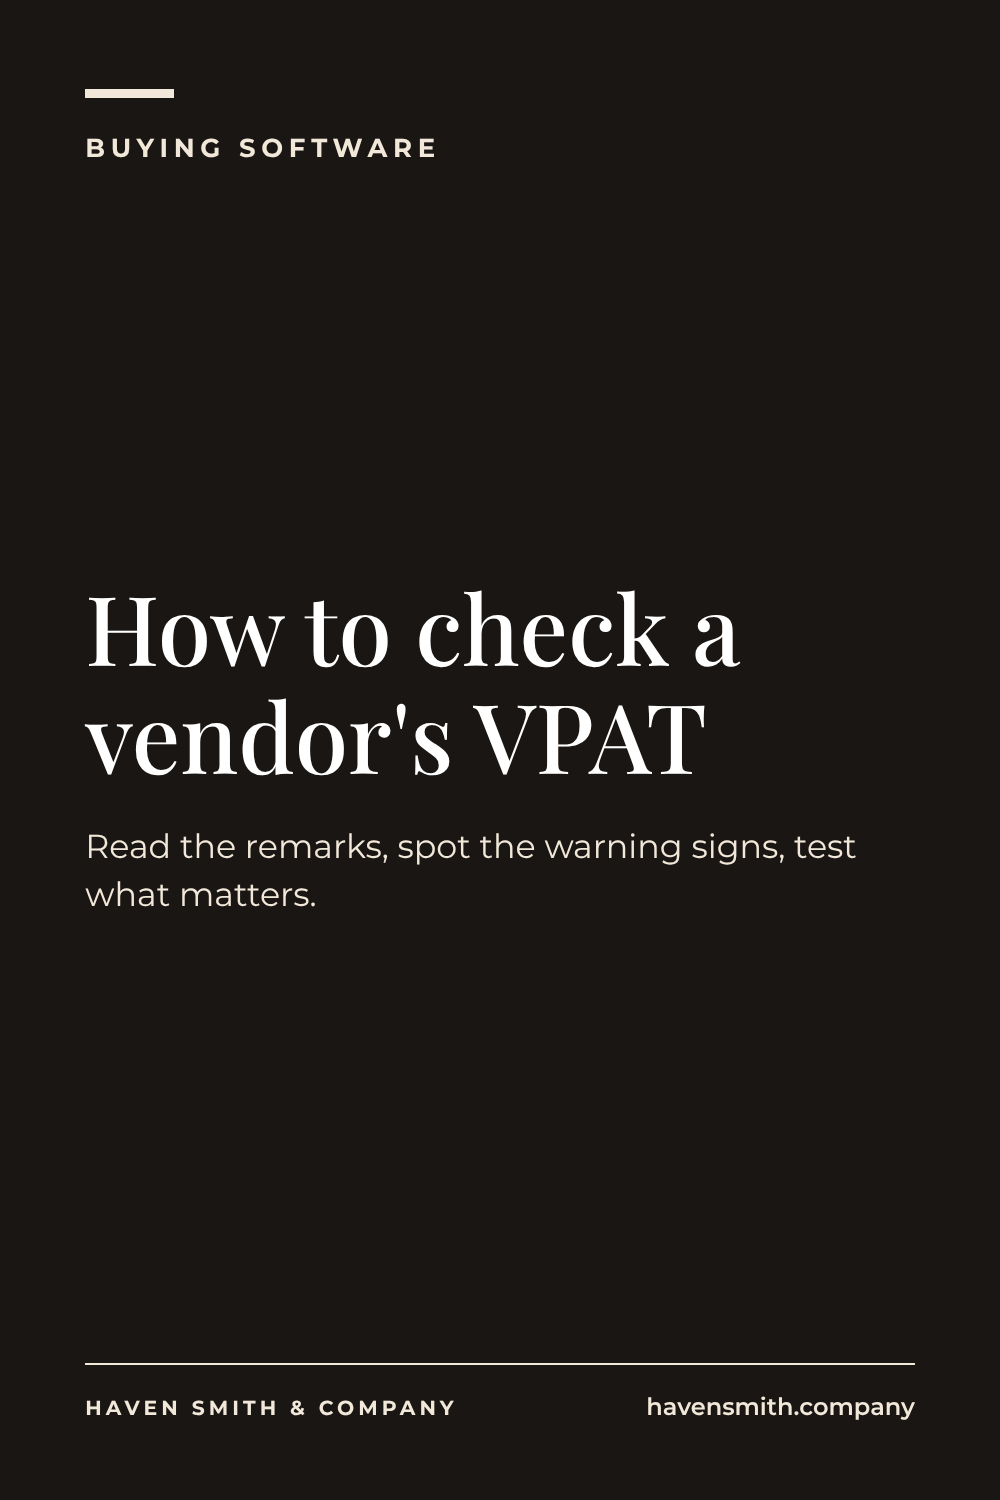 BUYING SOFTWARE
How to check a
vendor's VPAT
Read the remarks, spot the warning signs, test
what matters.
HAVEN SMITH & COMPANY
havensmith.company